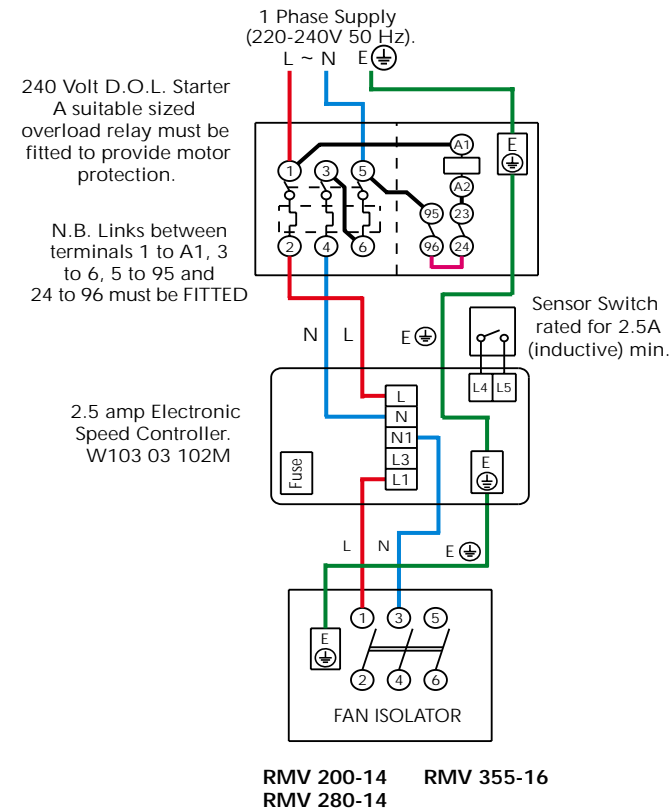 1 Phase Supply
(220-240V 50 Hz).
L ~ N E
240 Volt D.O.L. Starter
A suitable sized
overload relay must be
fitted to provide motor
protection.
N.B. Links between
terminals 1 to A1, 3
to 6, 5 to 95 and
24 to 96 must be FITTED
A1
E
1 3 5
A2
95 23
2 4 6 96 24
Sensor Switch
rated for 2.5A
(inductive) min.
N L E
L4 L5
2.5 amp Electronic
Speed Controller.
W103 03 102M
L
N
N1
L3
L1
Fuse
E
L N E
1 3 5
E
2 4 6
FAN ISOLATOR
RMV 200-14 RMV 355-16
RMV 280-14